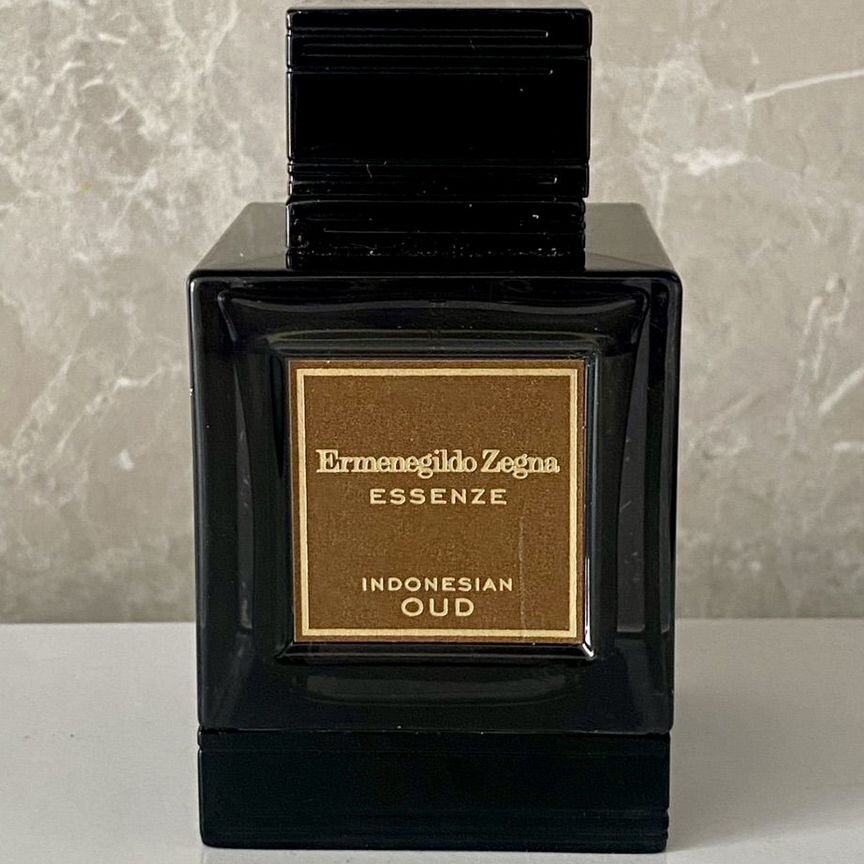 Ermenegildo Zegna
ESSENZE
INDONESIAN
OUD